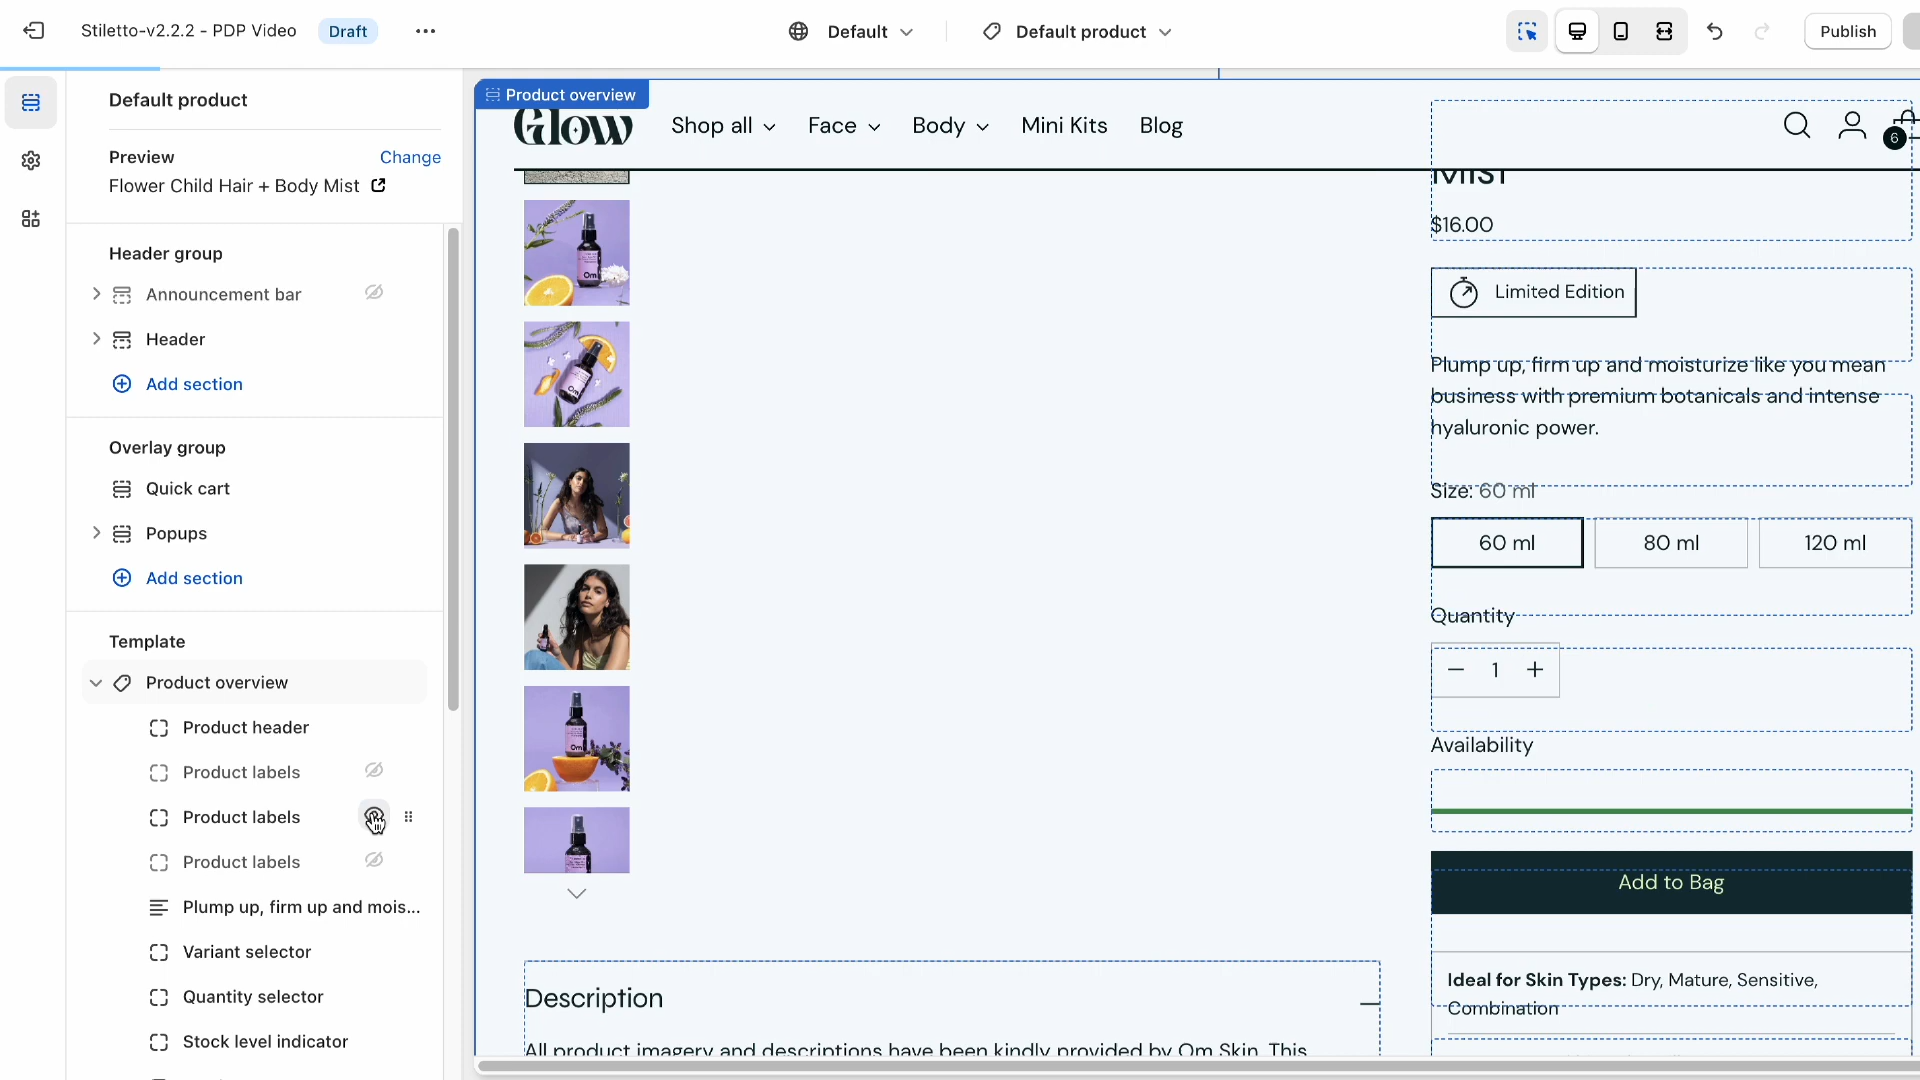 Stiletto-v2.2.2 - PDP Video
Draft
Default
Default product
Publish
Default product
Preview
Change
Flower Child Hair + Body Mist
Header group
Announcement bar
Header
Add section
Overlay group
Quick cart
Popups
Add section
Template
Product overview
Product header
Product labels
Product labels
Product labels
Plump up, firm up and mois...
Variant selector
Quantity selector
Stock level indicator
Product overview
Glow
Shop all
Face
Body
Mini Kits
Blog
6
Mist
$16.00
Limited Edition
Plump up, firm up and moisturize like you mean
business with premium botanicals and intense
hyaluronic power.
Size: 60 ml
60 ml
80 ml
120 ml
Quantity
1
Availability
Add to Bag
Ideal for Skin Types: Dry, Mature, Sensitive,
Combination
Description
All product imagery and descriptions have been kindly provided by Om Skin. This